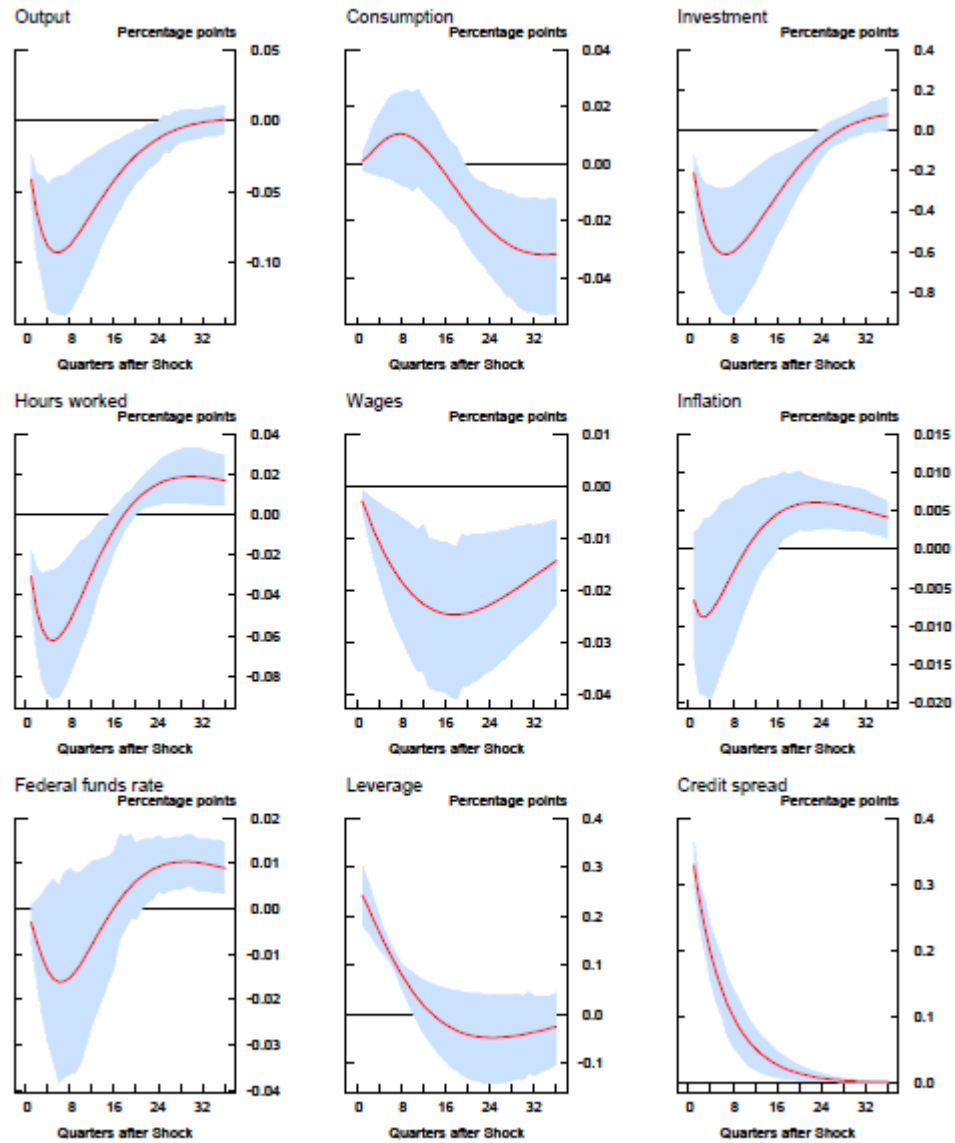 Output
Percentage points
0.05
0.00
-0.05
-0.10
0 8 16 24 32
Quarters after Shock
Consumption
Percentage points
0.04
0.02
0.00
-0.02
-0.04
0 8 16 24 32
Quarters after Shock
Investment
Percentage points
0.4
0.2
0.0
-0.2
-0.4
-0.6
-0.8
0 8 16 24 32
Quarters after Shock
Hours worked
Percentage points
0.04
0.02
0.00
-0.02
-0.04
-0.06
-0.08
0 8 16 24 32
Quarters after Shock
Wages
Percentage points
0.01
0.00
-0.01
-0.02
-0.03
-0.04
0 8 16 24 32
Quarters after Shock
Inflation
Percentage points
0.015
0.010
0.005
0.000
-0.005
-0.010
-0.015
-0.020
0 8 16 24 32
Quarters after Shock
Federal funds rate
Percentage points
0.02
0.01
0.00
-0.01
-0.02
-0.03
-0.04
0 8 16 24 32
Quarters after Shock
Leverage
Percentage points
0.4
0.3
0.2
0.1
0.0
-0.1
0 8 16 24 32
Quarters after Shock
Credit spread
Percentage points
0.4
0.3
0.2
0.1
0.0
0 8 16 24 32
Quarters after Shock